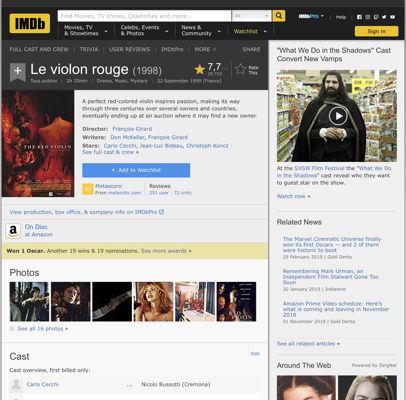 IMDb
Find Movies, TV shows, Celebrities and more...
All
IMDbPro
Help
Movies, TV
& Showtimes
Celebs, Events
& Photos
News &
Community
Watchlist
Sign in
FULL CAST AND CREW | TRIVIA | USER REVIEWS | IMDbPro | MORE
SHARE
+
Le violon rouge (1998)
Tous publics | 2h 20min | Drama, Music, Mystery | 22 September 1999 (France)
7,7
/10
Rate
This
THE RED VIOLIN
A perfect red-colored violin inspires passion, making its way
through three centuries over several owners and countries,
eventually ending up at an auction where it may find a new owner.
Director: François Girard
Writers: Don McKellar, François Girard
Stars: Carlo Cecchi, Jean-Luc Bideau, Christoph Koncz |
See full cast & crew »
+ Add to Watchlist
Metascore
From metacritic.com
Reviews
251 user | 72 critic
View production, box office, & company info on IMDbPro
a
On Disc
at Amazon
Won 1 Oscar. Another 19 wins & 19 nominations. See more awards »
Photos
See all 16 photos »
Cast
Edit
Cast overview, first billed only:
Carlo Cecchi ... Nicolo Bussotti (Cremona)
"What We Do in the Shadows" Cast
Convert New Vamps
At the SXSW Film Festival the "What We Do
in the Shadows" cast reveal who they want
to guest star on the show.
Watch now »
Related News
The Marvel Cinematic Universe finally
won its first Oscars — and 2 of them
were historic to boot
25 February 2019 | Gold Derby
Remembering Mark Urman, an
Independent Film Stalwart Gone Too
Soon
20 January 2019 | Indiewire
Amazon Prime Video schedule: Here's
what is coming and leaving in November
2018
01 November 2018 | Gold Derby
See all related articles »
Around The Web
Powered by Zergnet